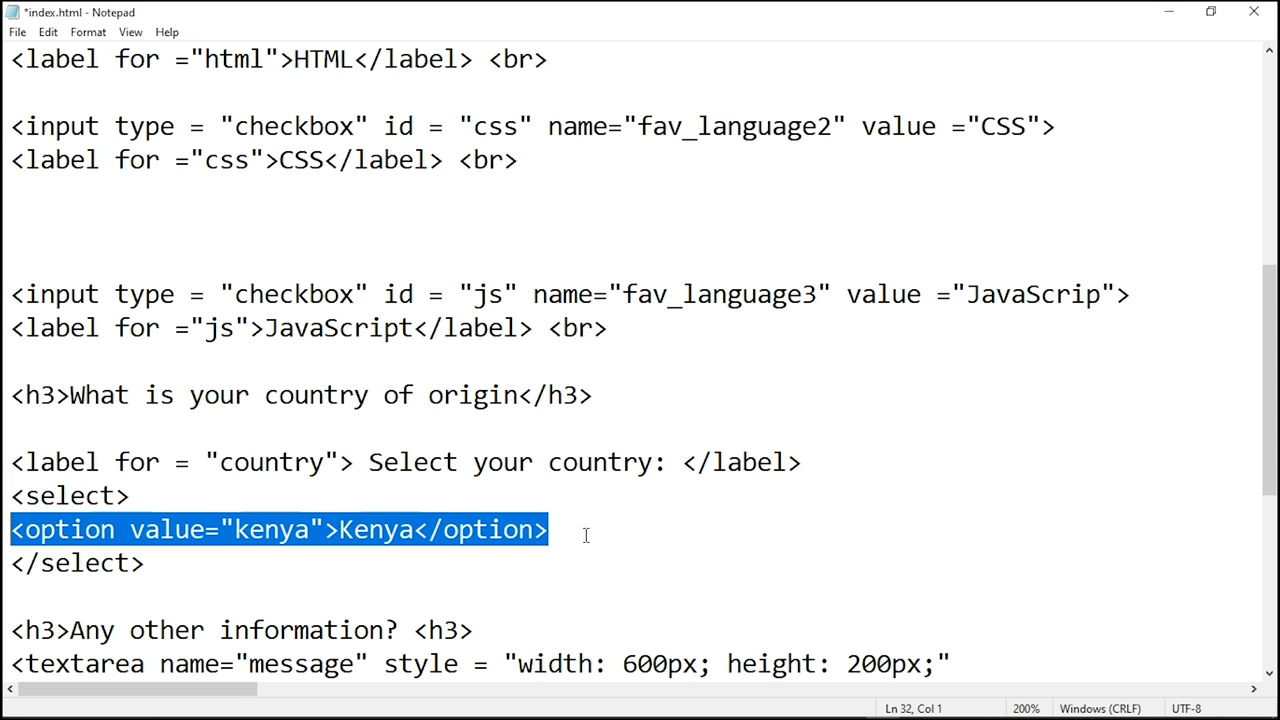 *index.html - Notepad
File Edit Format View Help
<label for ="html">HTML</label> <br>
<input type = "checkbox" id = "css" name="fav_language2" value ="CSS">
<label for ="css">CSS</label> <br>
<input type = "checkbox" id = "js" name="fav_language3" value ="JavaScrip">
<label for ="js">JavaScript</label> <br>
<h3>What is your country of origin</h3>
<label for = "country"> Select your country: </label>
<select>
<option value="kenya">Kenya</option>
</select>
<h3>Any other information? <h3>
<textarea name="message" style = "width: 600px; height: 200px;"
Ln 32, Col 1 200% Windows (CRLF) UTF-8